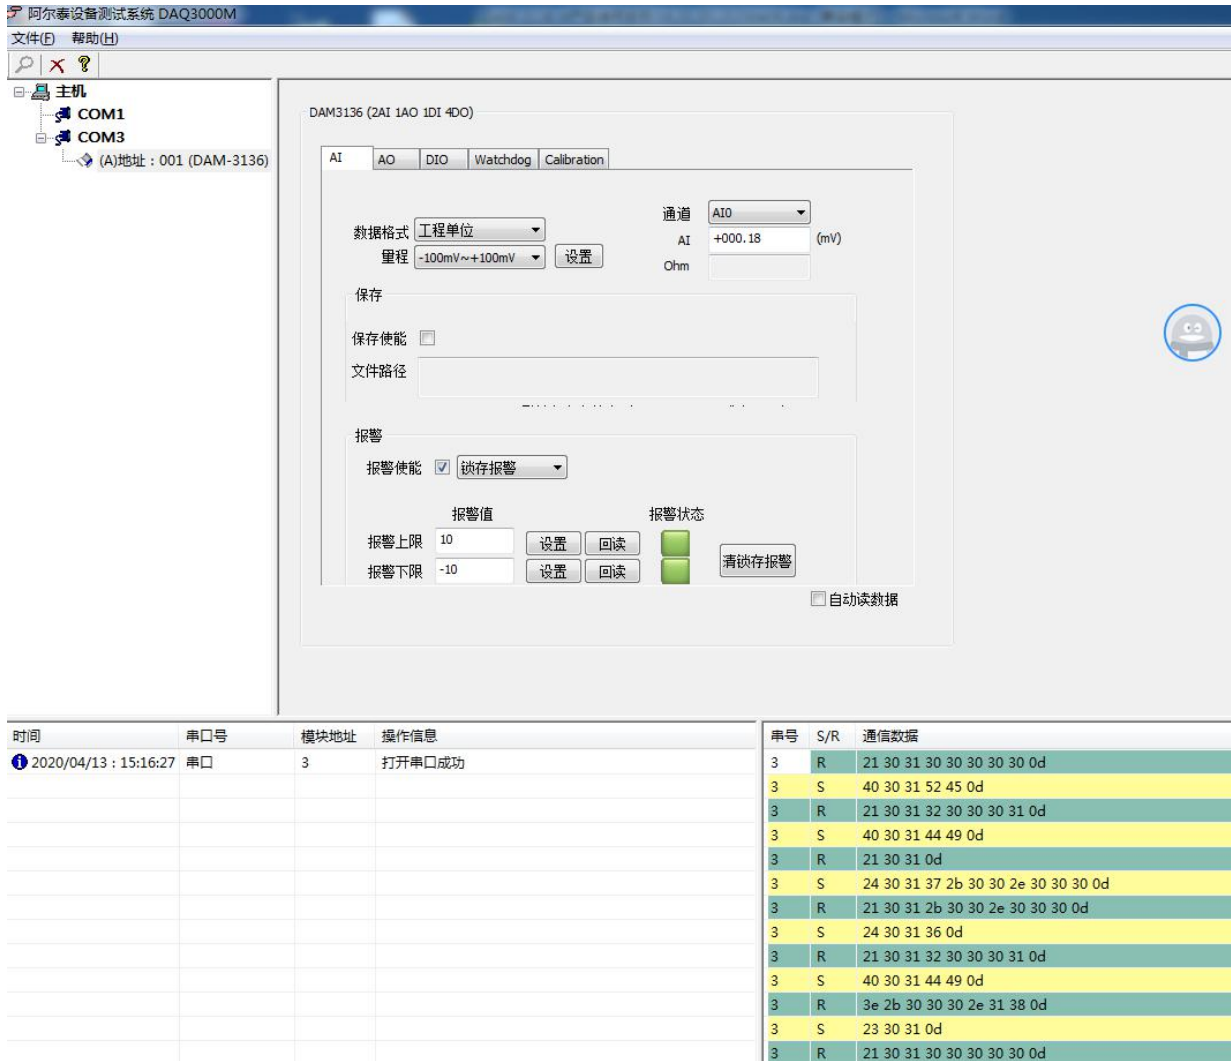 阿尔泰设备测试系统 DAQ3000M
文件(F) 帮助(H)
主机
COM1
COM3
(A)地址：001 (DAM-3136)
DAM3136 (2AI 1AO 1DI 4DO)
AI AO DIO Watchdog Calibration
数据格式 工程单位
量程 -100mV~+100mV 设置
通道 AI0
AI +000.18 (mV)
Ohm
保存
保存使能
文件路径
报警
报警使能 锁存报警
报警值 报警状态
报警上限 10 设置 回读
报警下限 -10 设置 回读
清锁存报警
自动读数据
时间 串口号 模块地址 操作信息
2020/04/13：15:16:27 串口 3 打开串口成功
串号 S/R 通信数据
3 R 21 30 31 30 30 30 30 30 0d
3 S 40 30 31 52 45 0d
3 R 21 30 31 32 30 30 30 31 0d
3 S 40 30 31 44 49 0d
3 R 21 30 31 0d
3 S 24 30 31 37 2b 30 30 2e 30 30 30 0d
3 R 21 30 31 2b 30 30 2e 30 30 30 0d
3 S 24 30 31 36 0d
3 R 21 30 31 32 30 30 30 31 0d
3 S 40 30 31 44 49 0d
3 R 3e 2b 30 30 30 2e 31 38 0d
3 S 23 30 31 0d
3 R 21 30 31 30 30 30 30 30 0d